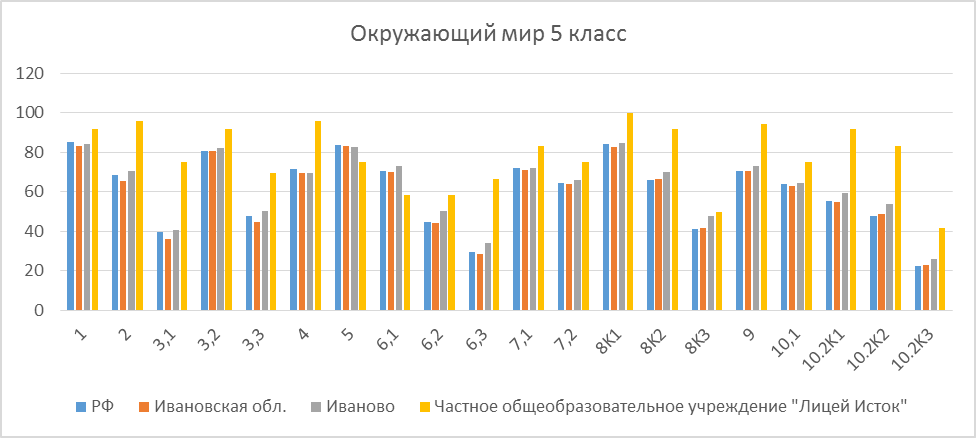 Окружающий мир 5 класс
120
100
80
60
40
20
0
1 2 3,1 3,2 3,3 4 5 6,1 6,2 6,3 7,1 7,2 8К1 8К2 8К3 9 10,1 10.2К1 10.2К2 10.2К3
РФ Ивановская обл. Иваново Частное общеобразовательное учреждение "Лицей Исток"